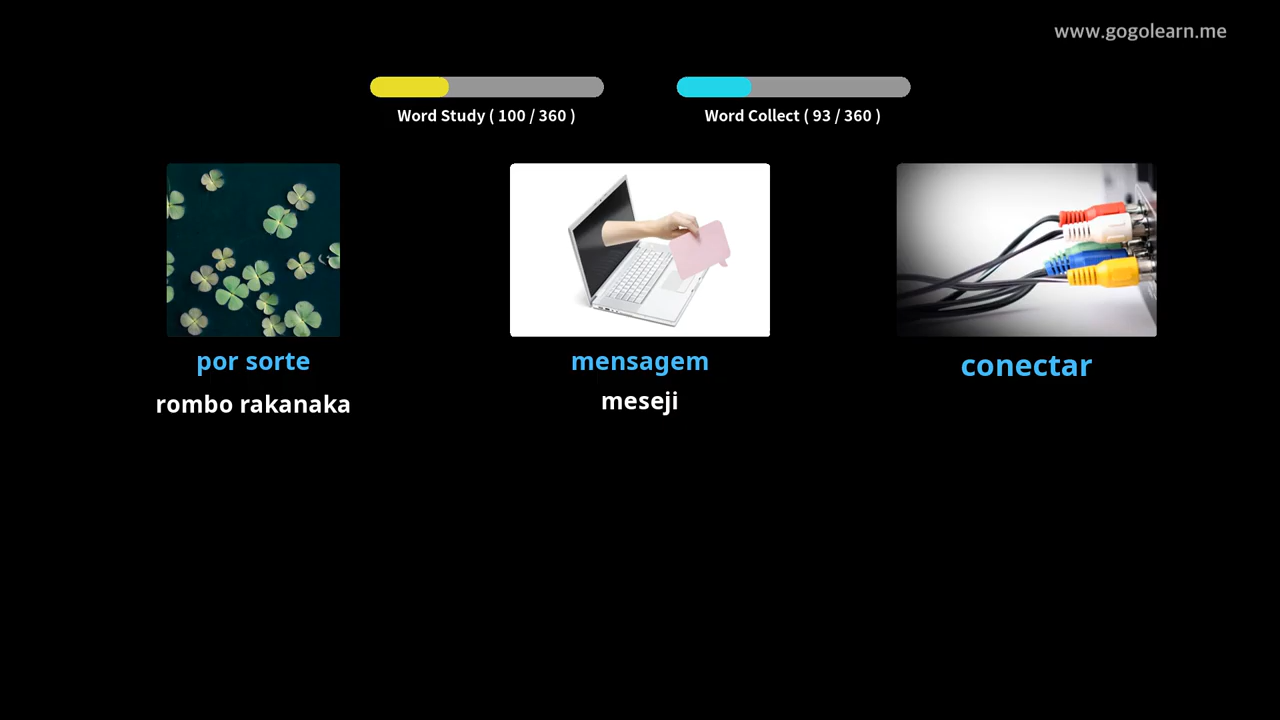 www.gogolearn.me
Word Study ( 100 / 360 )
Word Collect ( 93 / 360 )
por sorte
mensagem
conectar
rombo rakanaka
meseji